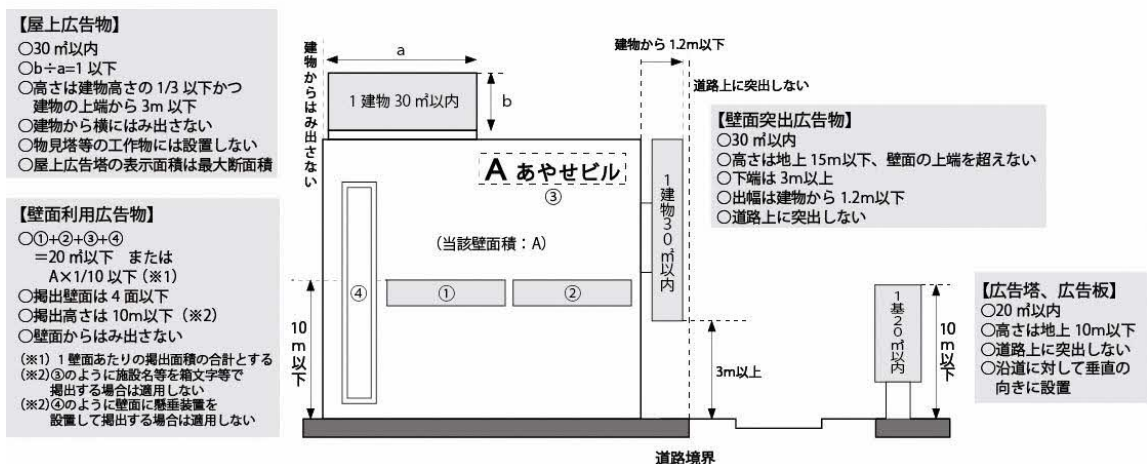 【屋上広告物】
○30 ㎡以内
○b÷a=1 以下
○高さは建物高さの 1/3 以下かつ
建物の上端から 3m 以下
○建物から横にはみ出さない
○物見塔等の工作物には設置しない
○屋上広告塔の表示面積は最大断面積
【壁面利用広告物】
○①+②+③+④
=20 ㎡以下 または
A×1/10 以下 (※1)
○掲出壁面は 4 面以下
○掲出高さは 10m以下 (※2)
○壁面からはみ出さない
(※1) 1 壁面あたりの掲出面積の合計とする
(※2)③のように施設名等を箱文字等で
掲出する場合は適用しない
(※2)④のように壁面に懸垂装置を
設置して掲出する場合は適用しない
建物からはみ出さない
a
1 建物 30 ㎡以内
b
建物から 1.2m以下
道路上に突出しない
A あやせビル
③
(当該壁面積：A)
④
①
②
10m以下
1建物30㎡以内
3m以上
道路境界
【壁面突出広告物】
○30 ㎡以内
○高さは地上 15m以下、壁面の上端を超えない
○下端は 3m以上
○出幅は建物から 1.2m以下
○道路上に突出しない
1基20㎡以内
10m以下
【広告塔、広告板】
○20 ㎡以内
○高さは地上 10m以下
○道路上に突出しない
○沿道に対して垂直の
向きに設置